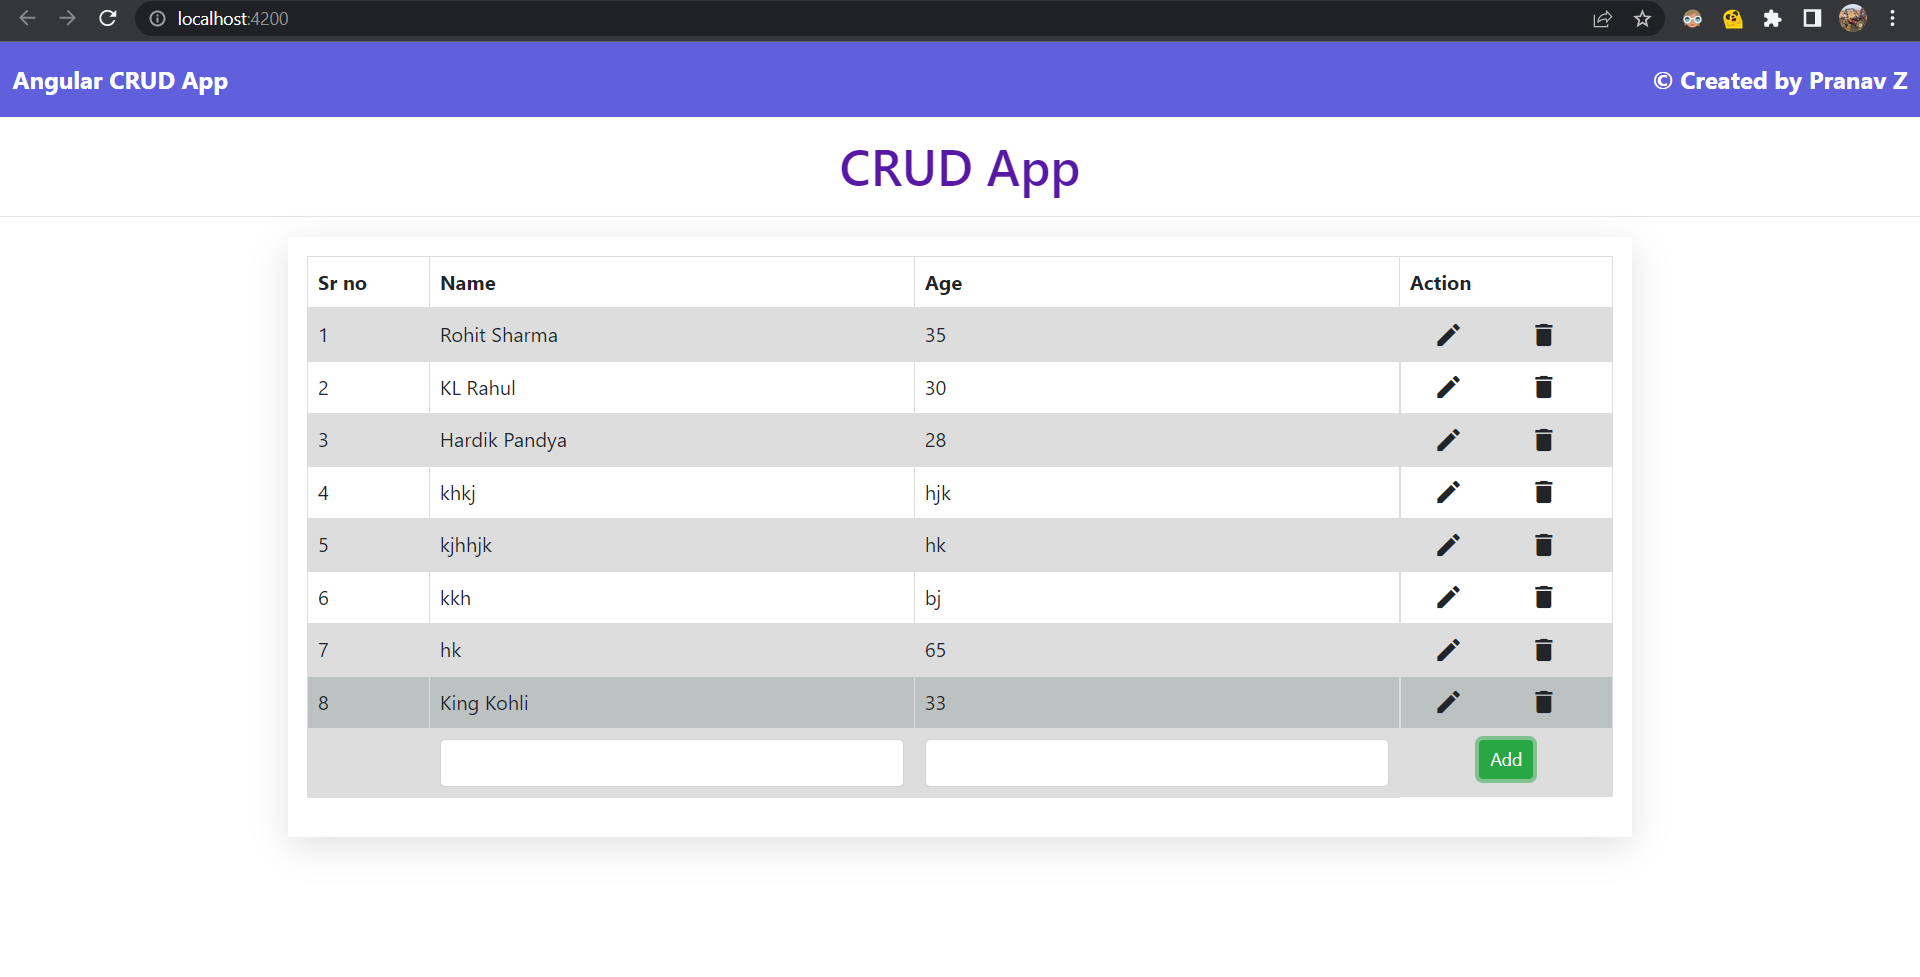 localhost:4200
Angular CRUD App
© Created by Pranav Z
CRUD App
Sr no Name Age Action
1 Rohit Sharma 35
2 KL Rahul 30
3 Hardik Pandya 28
4 khkj hjk
5 kjhhjk hk
6 kkh bj
7 hk 65
8 King Kohli 33
Add